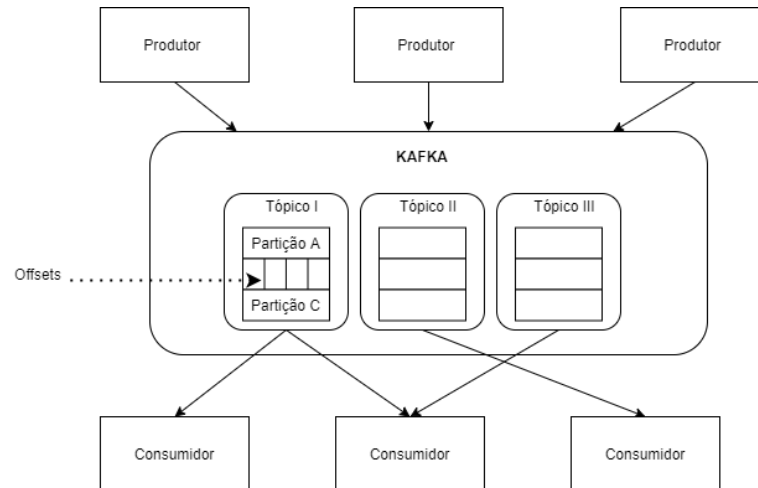 Produtor
Produtor
Produtor
KAFKA
Tópico I
Tópico II
Tópico III
Partição A
Offsets
Partição C
Consumidor
Consumidor
Consumidor